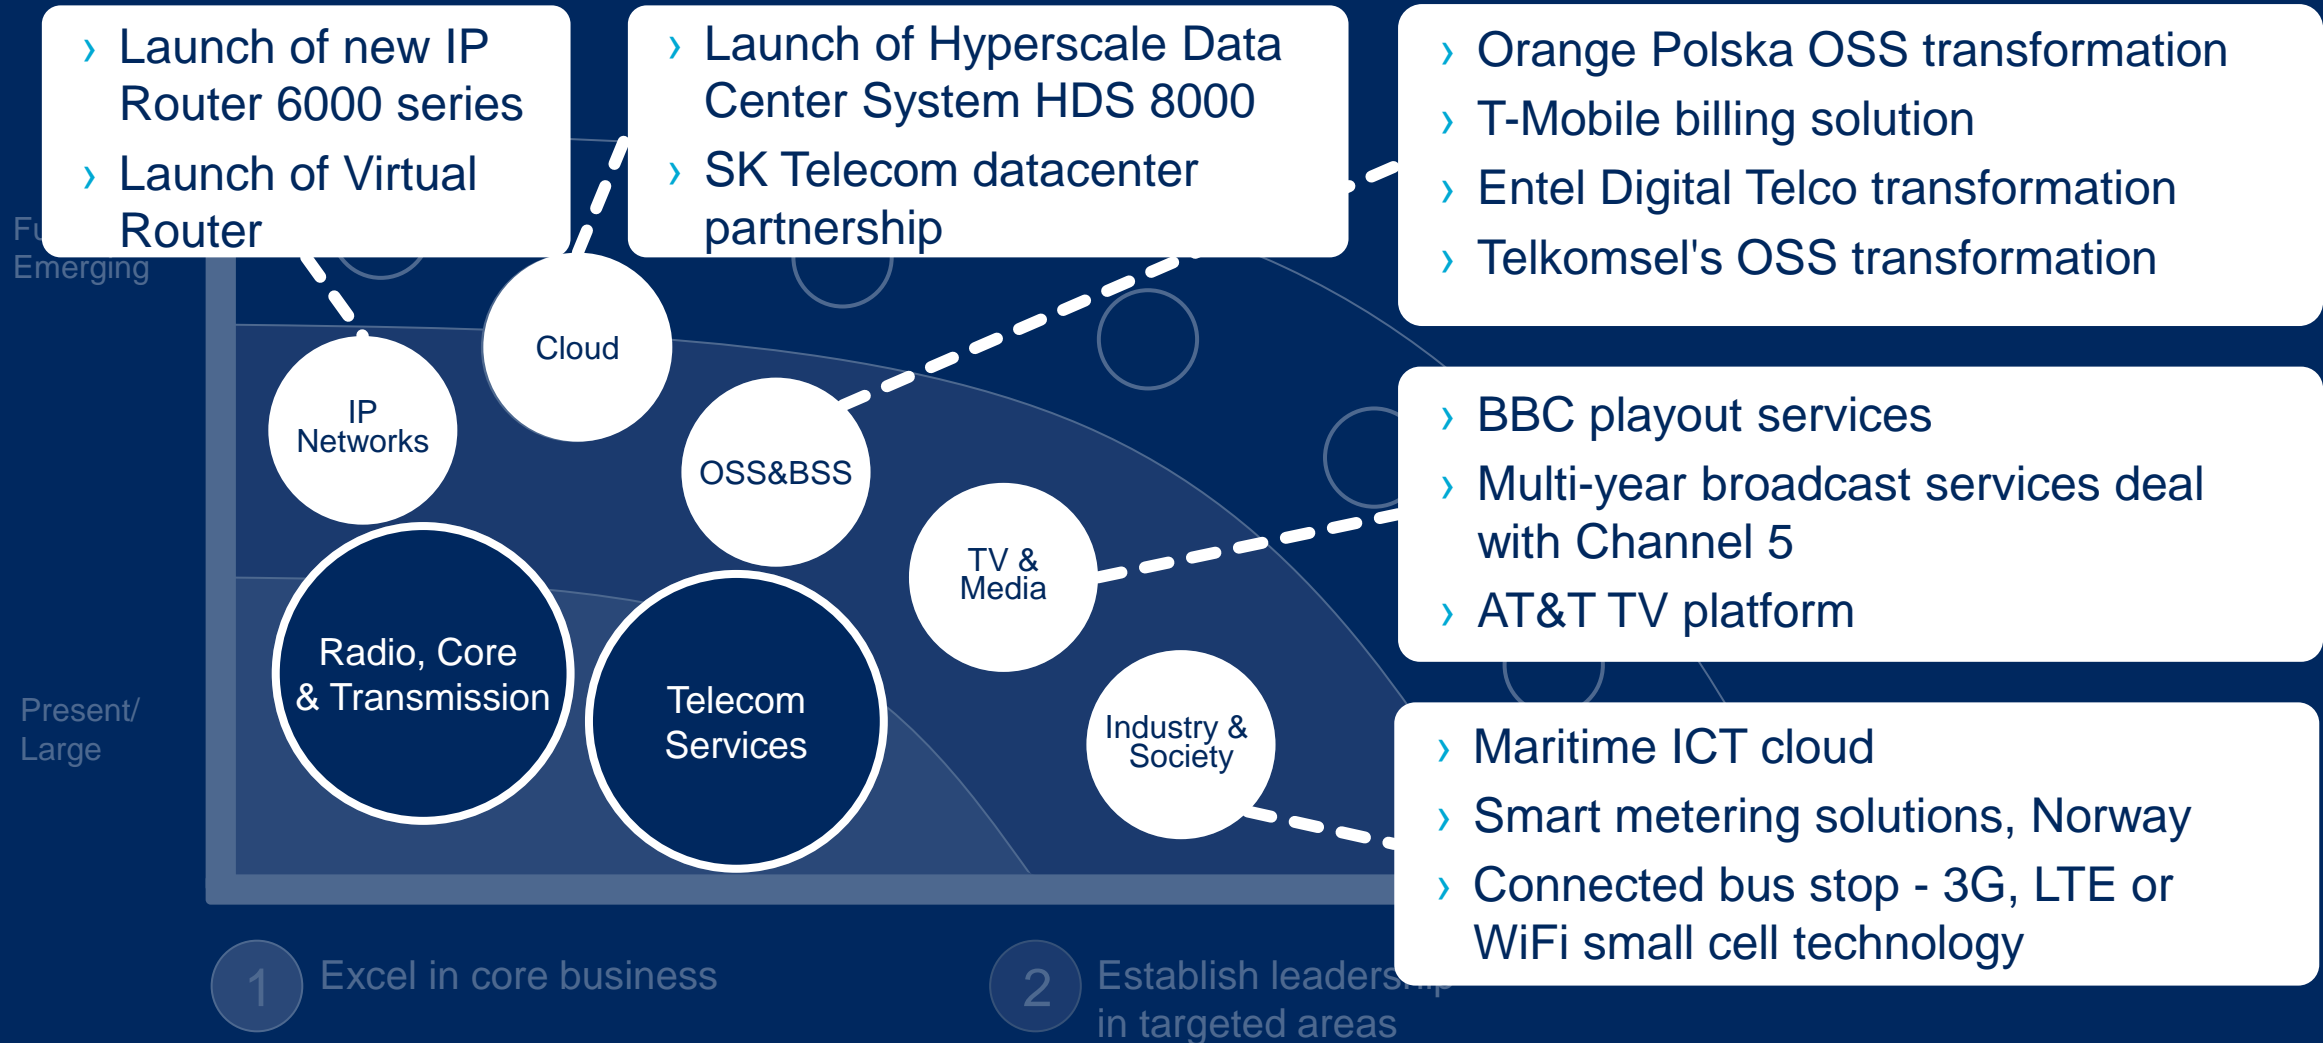 › Launch of new IP
Router 6000 series
› Launch of Virtual
Router
› Launch of Hyperscale Data
Center System HDS 8000
› SK Telecom datacenter
partnership
› Orange Polska OSS transformation
› T-Mobile billing solution
› Entel Digital Telco transformation
› Telkomsel's OSS transformation
Emerging
Cloud
IP
Networks
OSS&BSS
› BBC playout services
› Multi-year broadcast services deal
with Channel 5
› AT&T TV platform
TV &
Media
Radio, Core
& Transmission
Telecom
Services
Industry &
Society
Present/
Large
› Maritime ICT cloud
› Smart metering solutions, Norway
› Connected bus stop - 3G, LTE or
WiFi small cell technology
1 Excel in core business
2 Establish leadership
in targeted areas